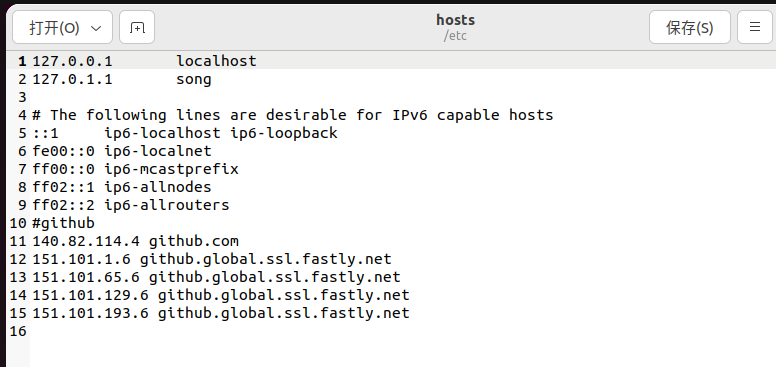 打开(O)
hosts
/etc
保存(S)
1 127.0.0.1       localhost
2 127.0.1.1       song
3
4 # The following lines are desirable for IPv6 capable hosts
5 ::1     ip6-localhost ip6-loopback
6 fe00::0 ip6-localnet
7 ff00::0 ip6-mcastprefix
8 ff02::1 ip6-allnodes
9 ff02::2 ip6-allrouters
10 #github
11 140.82.114.4 github.com
12 151.101.1.6 github.global.ssl.fastly.net
13 151.101.65.6 github.global.ssl.fastly.net
14 151.101.129.6 github.global.ssl.fastly.net
15 151.101.193.6 github.global.ssl.fastly.net
16